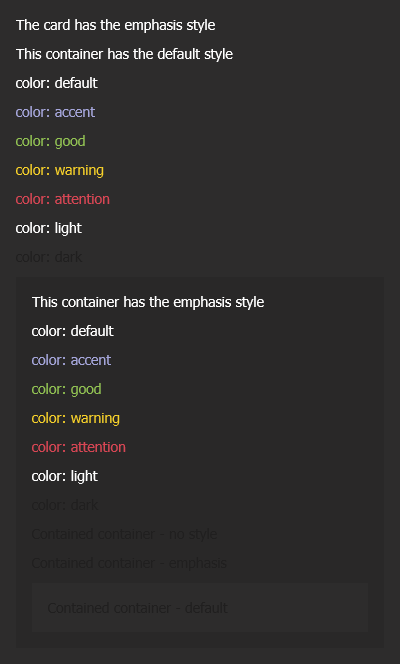 The card has the emphasis style
This container has the default style
color: default
color: accent
color: good
color: warning
color: attention
color: light
color: dark
This container has the emphasis style
color: default
color: accent
color: good
color: warning
color: attention
color: light
color: dark
Contained container - no style
Contained container - emphasis
Contained container - default